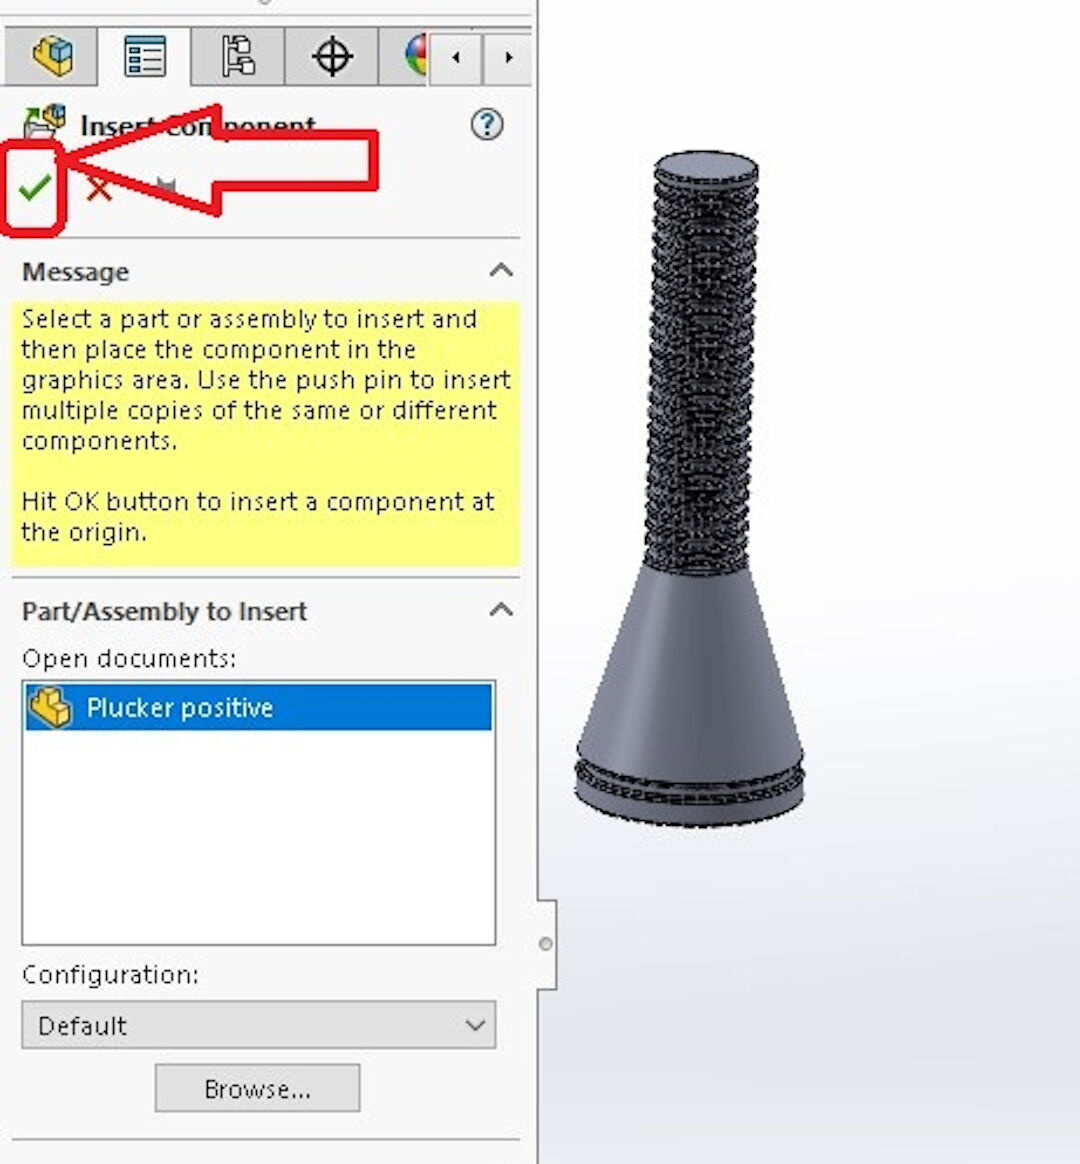 Insert Component
?
Message
Select a part or assembly to insert and
then place the component in the
graphics area. Use the push pin to insert
multiple copies of the same or different
components.
Hit OK button to insert a component at
the origin.
Part/Assembly to Insert
Open documents:
Plucker positive
Configuration:
Default
Browse...